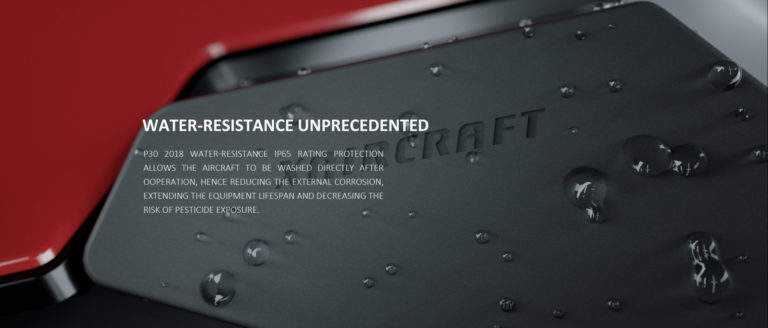 WATER-RESISTANCE UNPRECEDENTED
XAIRCRAFT
P30 2018 WATER-RESISTANCE IP65 RATING PROTECTION
ALLOWS THE AIRCRAFT TO BE WASHED DIRECTLY AFTER
OOPERATION, HENCE REDUCING THE EXTERNAL CORROSION,
EXTENDING THE EQUIPMENT LIFESPAN AND DECREASING THE
RISK OF PESTICIDE EXPOSURE.